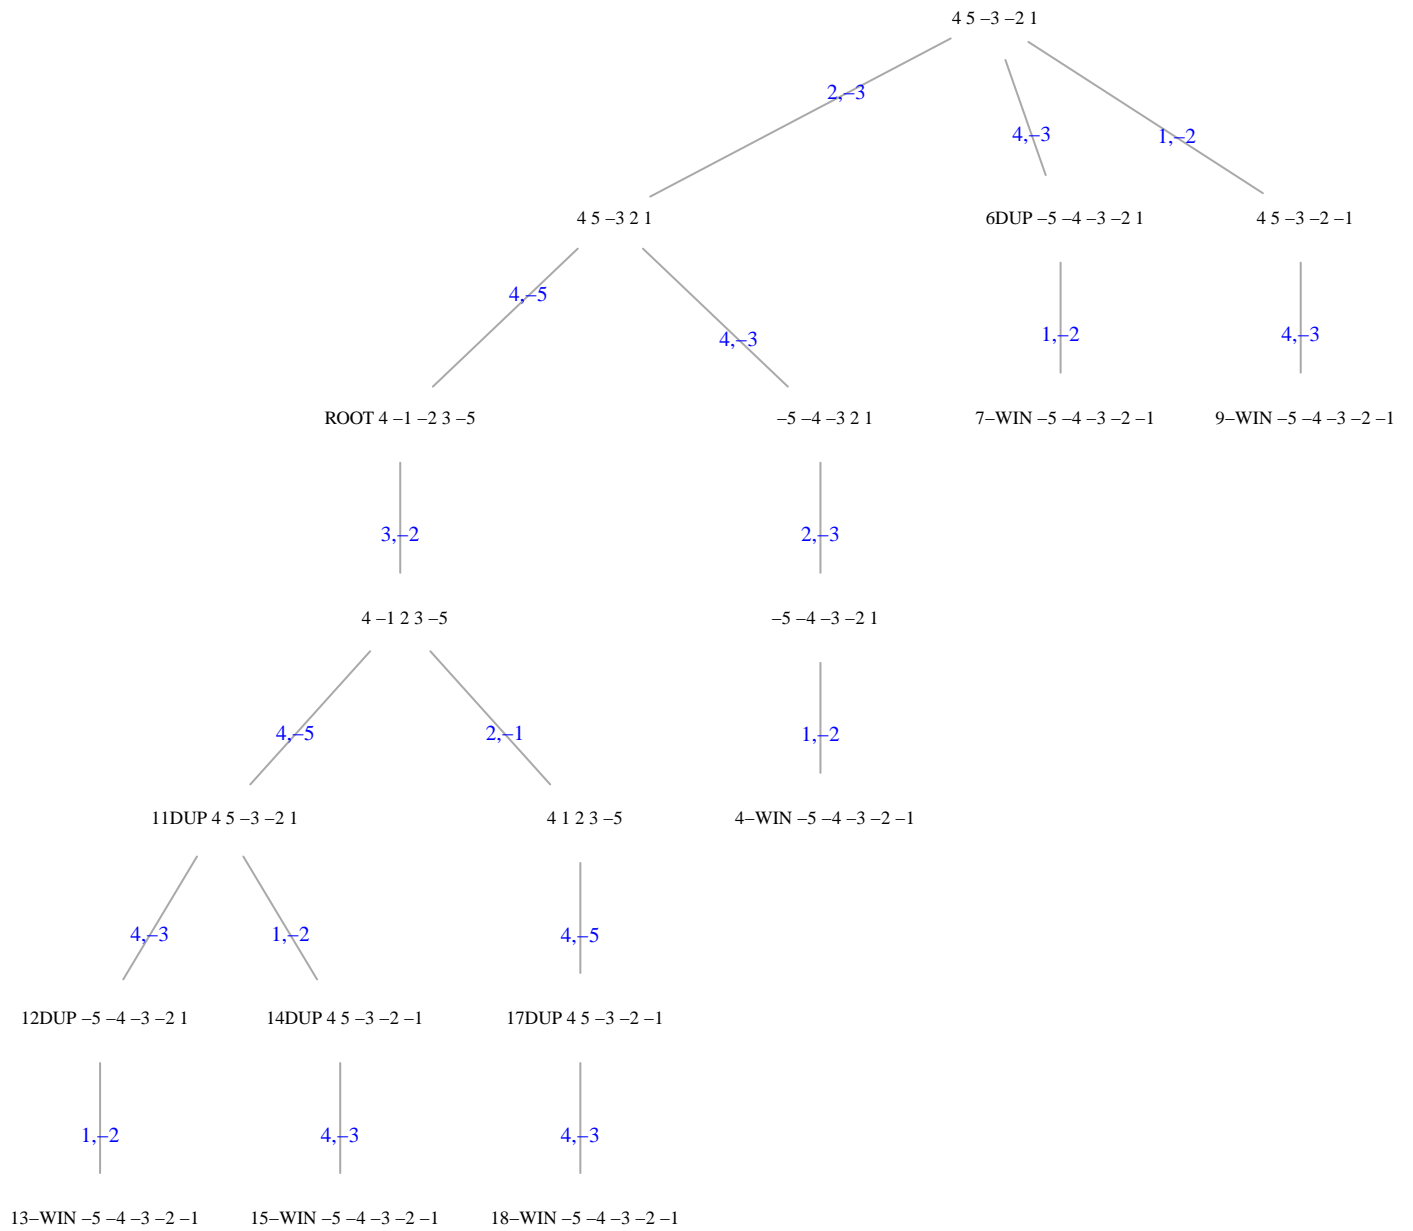 4 5 –3 –2 1
2,–3
4,–3
1,–2
4 5 –3 2 1
6DUP –5 –4 –3 –2 1
4 5 –3 –2 –1
4,–5
4,–3
1,–2
4,–3
ROOT 4 –1 –2 3 –5
–5 –4 –3 2 1
7–WIN –5 –4 –3 –2 –1
9–WIN –5 –4 –3 –2 –1
3,–2
2,–3
4 –1 2 3 –5
–5 –4 –3 –2 1
4,–5
2,–1
1,–2
11DUP 4 5 –3 –2 1
4 1 2 3 –5
4–WIN –5 –4 –3 –2 –1
4,–3
1,–2
4,–5
12DUP –5 –4 –3 –2 1
14DUP 4 5 –3 –2 –1
17DUP 4 5 –3 –2 –1
1,–2
4,–3
4,–3
13–WIN –5 –4 –3 –2 –1
15–WIN –5 –4 –3 –2 –1
18–WIN –5 –4 –3 –2 –1